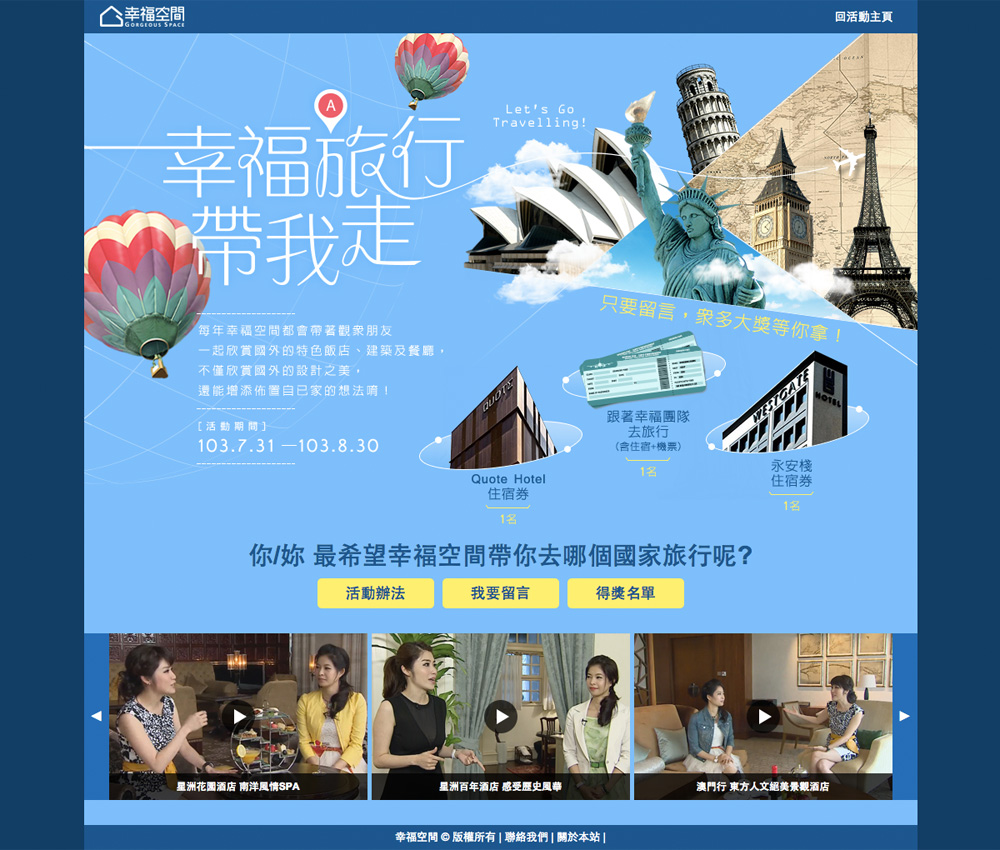 幸福空間
GORGEOUS SPACE
回活動主頁
A
幸福旅行
帶我走
Let's Go
Travelling!
每年幸福空間都會帶著觀衆朋友
一起欣賞國外的特色飯店、建築及餐廳，
不僅欣賞國外的設計之美，
還能增添佈置自己家的想法唷！
[活動期間]
103.7.31—103.8.30
只要留言，衆多大獎等你拿！
QUOTE
Quote Hotel
住宿券
1名
跟著幸福團隊
去旅行
(含住宿+機票)
1名
WESTGATE
HOTEL
永安棧
住宿券
1名
你/妳 最希望幸福空間帶你去哪個國家旅行呢?
活動辦法
我要留言
得獎名單
星洲花園酒店 南洋風情SPA
星洲百年酒店 感受歷史風華
澳門行 東方人文絕美景觀酒店
幸福空間 © 版權所有 | 聯絡我們 | 關於本站 |